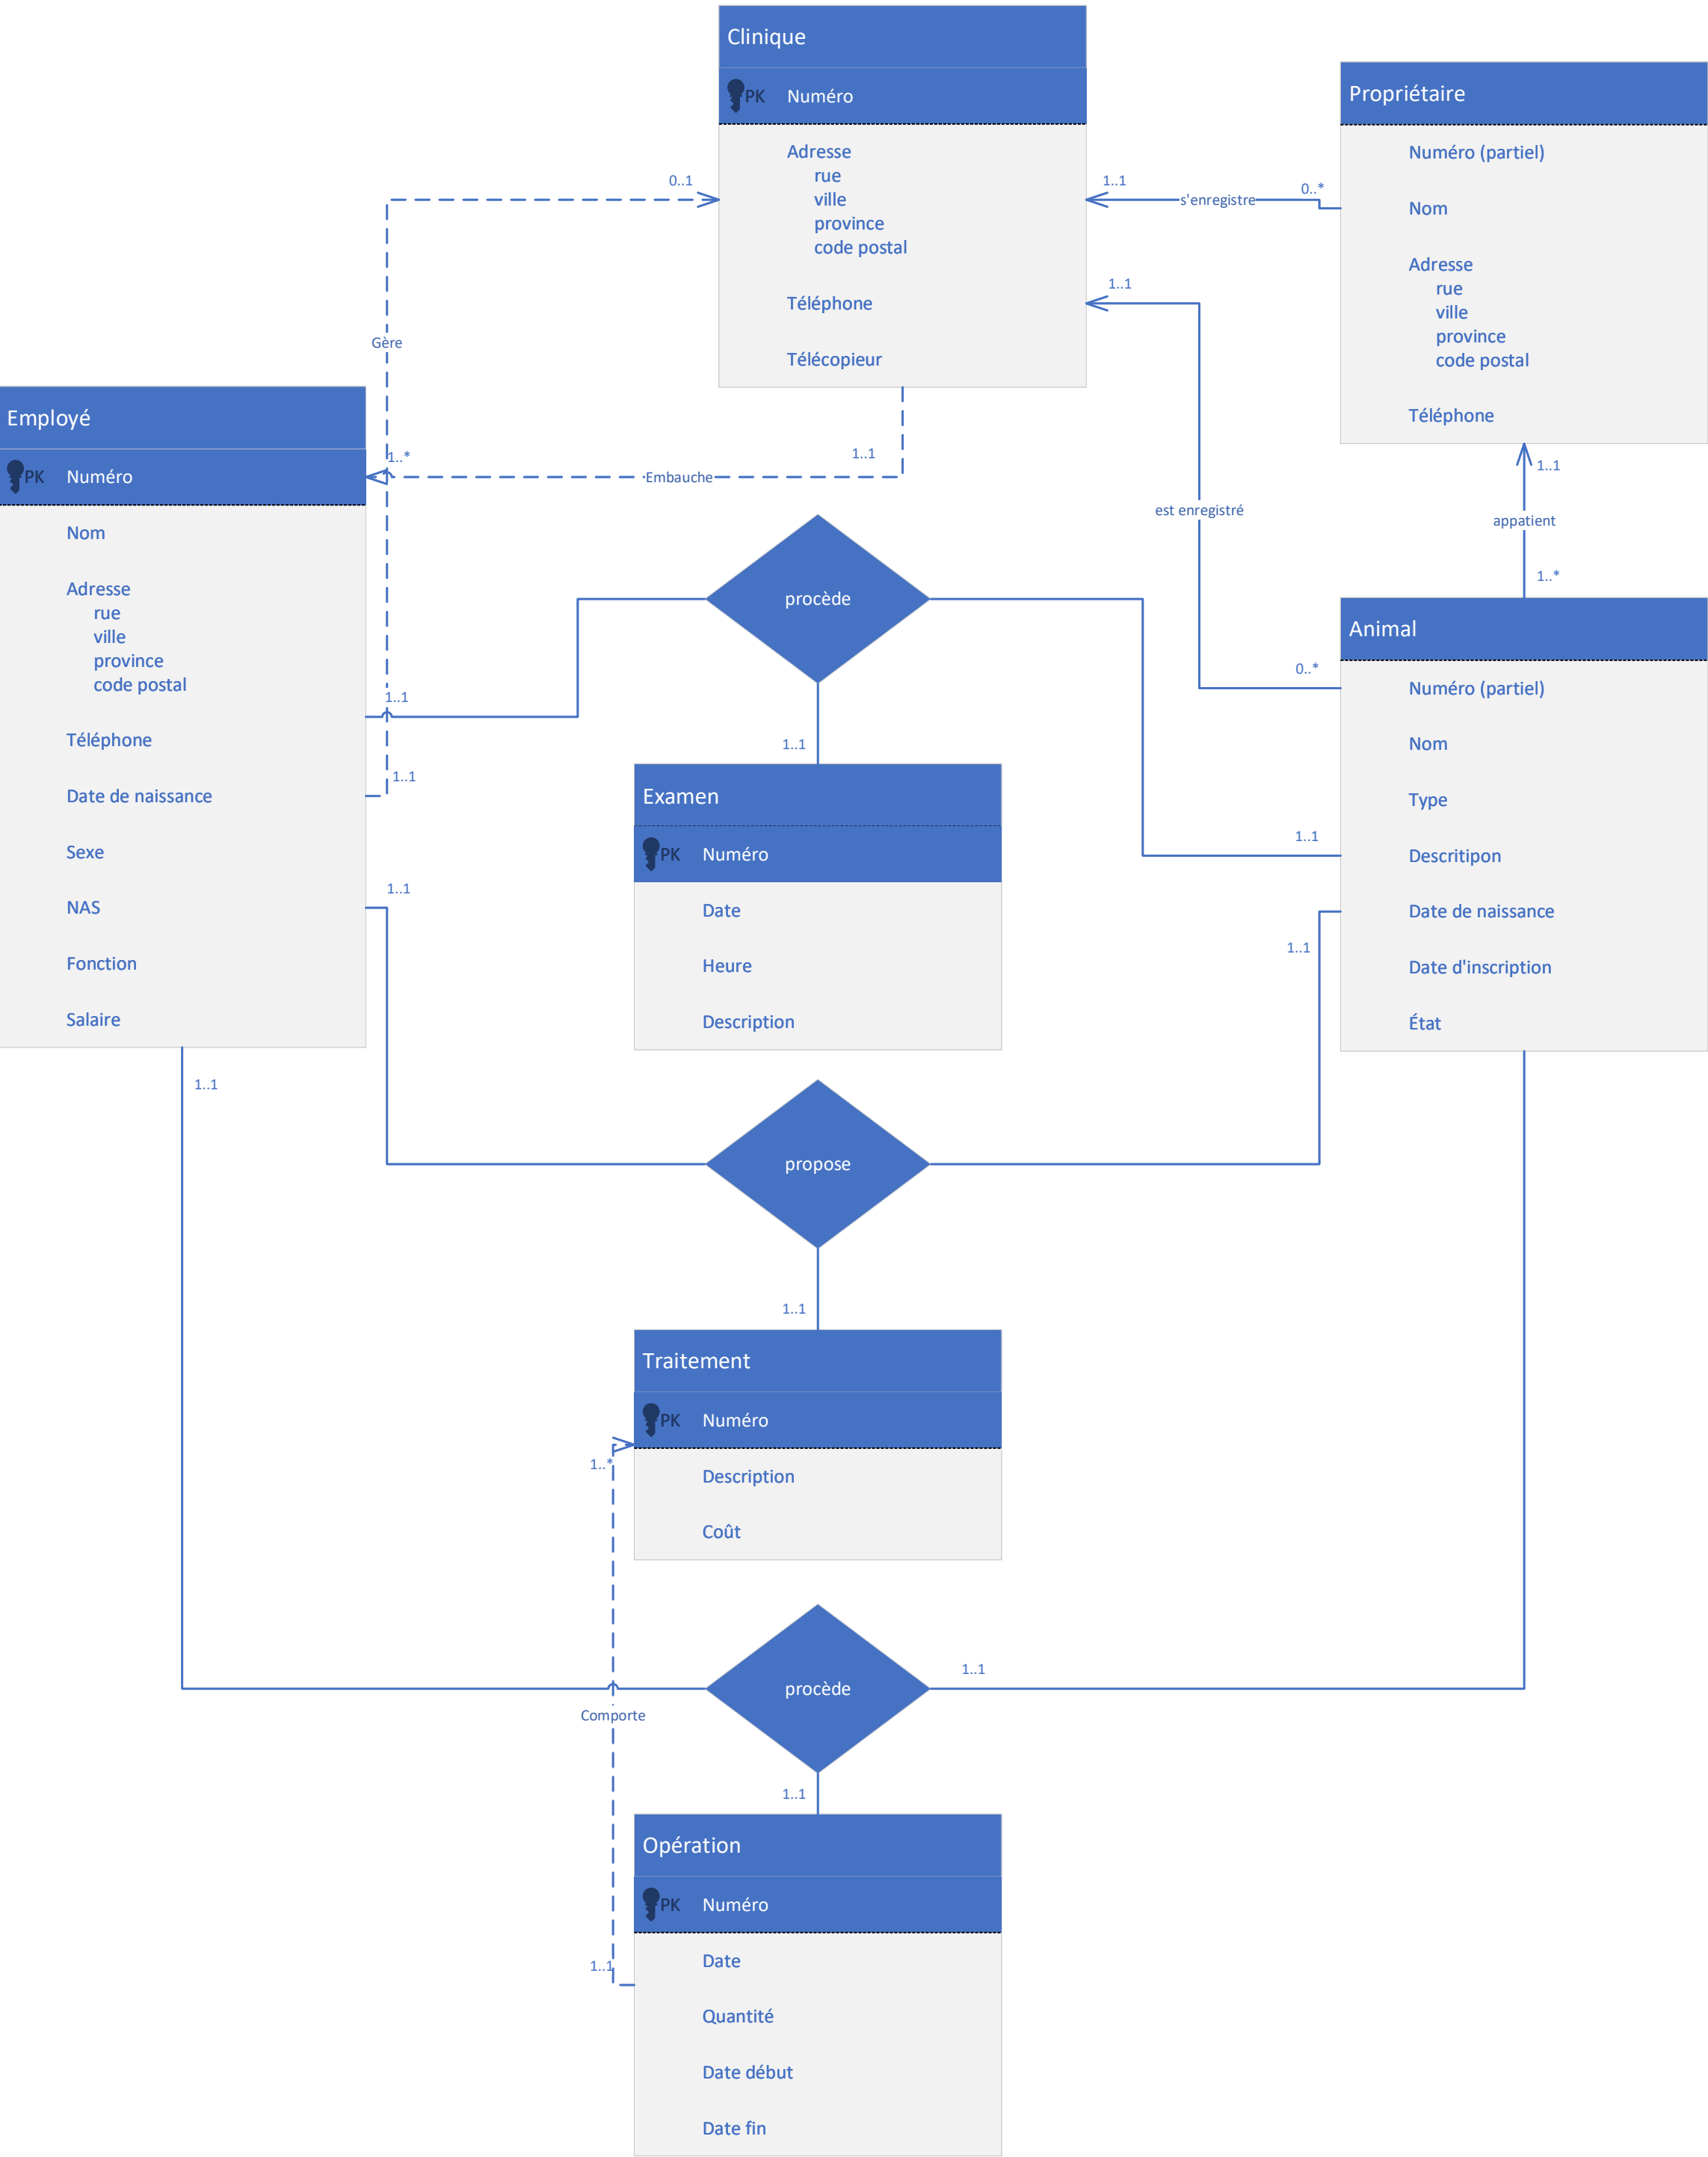 Clinique
PK Numéro
Adresse
rue
ville
province
code postal
Téléphone
Télécopieur
Propriétaire
Numéro (partiel)
Nom
Adresse
rue
ville
province
code postal
Téléphone
0..1
1..1
s'enregistre
0..*
1..1
Gère
Employé
PK Numéro
Nom
Adresse
rue
ville
province
code postal
Téléphone
Date de naissance
Sexe
NAS
Fonction
Salaire
1..*
Embauche
1..1
est enregistré
1..1
appatient
1..*
procède
Animal
Numéro (partiel)
Nom
Type
Descritipon
Date de naissance
Date d'inscription
État
0..*
1..1
1..1
1..1
1..1
Examen
PK Numéro
Date
Heure
Description
1..1
1..1
1..1
propose
1..1
Traitement
PK Numéro
Description
Coût
1..*
procède
1..1
Comporte
1..1
Opération
PK Numéro
Date
Quantité
Date début
Date fin
1..1